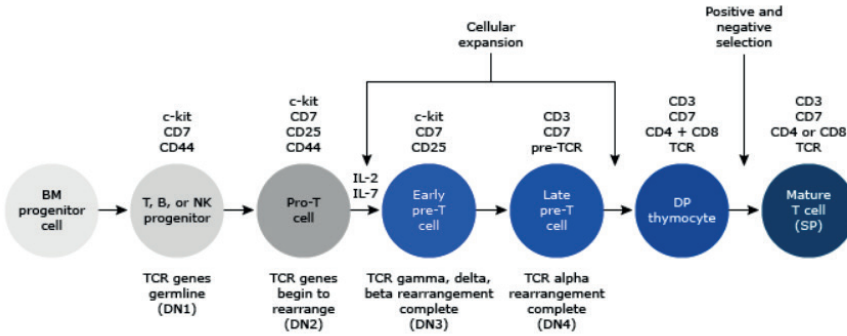 Cellular
expansion
Positive and
negative
selection
c-kit
CD7
CD44
c-kit
CD7
CD25
CD44
c-kit
CD7
CD25
CD3
CD7
pre-TCR
CD3
CD7
CD4 + CD8
TCR
CD3
CD7
CD4 or CD8
TCR
BM
progenitor
cell
T, B, or NK
progenitor
Pro-T
cell
IL-2
IL-7
Early
pre-T
cell
Late
pre-T
cell
DP
thymocyte
Mature
T cell
(SP)
TCR genes
germline
(DN1)
TCR genes
begin to
rearrange
(DN2)
TCR gamma, delta,
beta rearrangement
complete
(DN3)
TCR alpha
rearrangement
complete
(DN4)